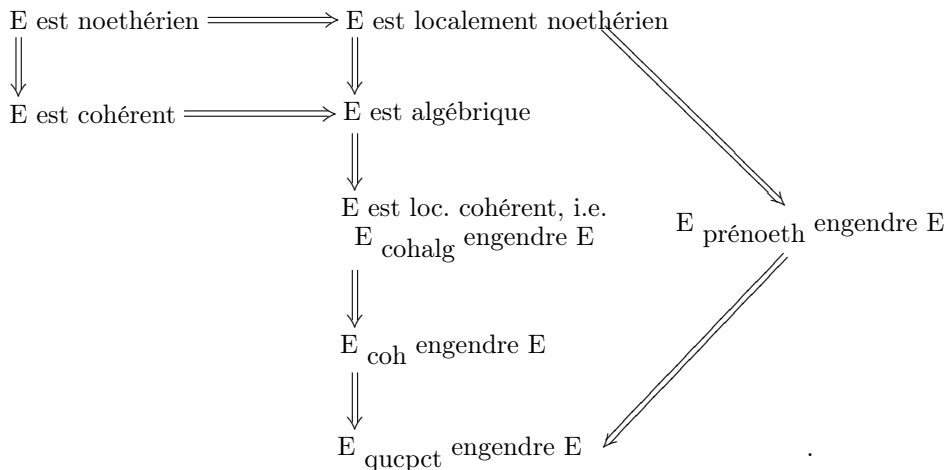 E est noethérien
E est localement noethérien
E est cohérent
E est algébrique
E est loc. cohérent, i.e.
E cohalg engendre E
E prénoeth engendre E
E coh engendre E
E qucpct engendre E
.